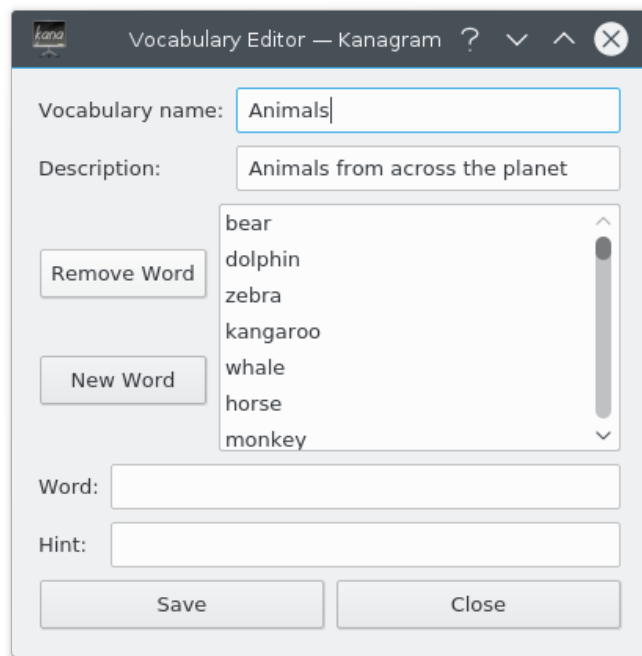 kana
Vocabulary Editor — Kanagram ?
Vocabulary name: Animals
Description: Animals from across the planet
bear
dolphin
Remove Word
zebra
kangaroo
whale
New Word
horse
monkey
Word:
Hint:
Save Close